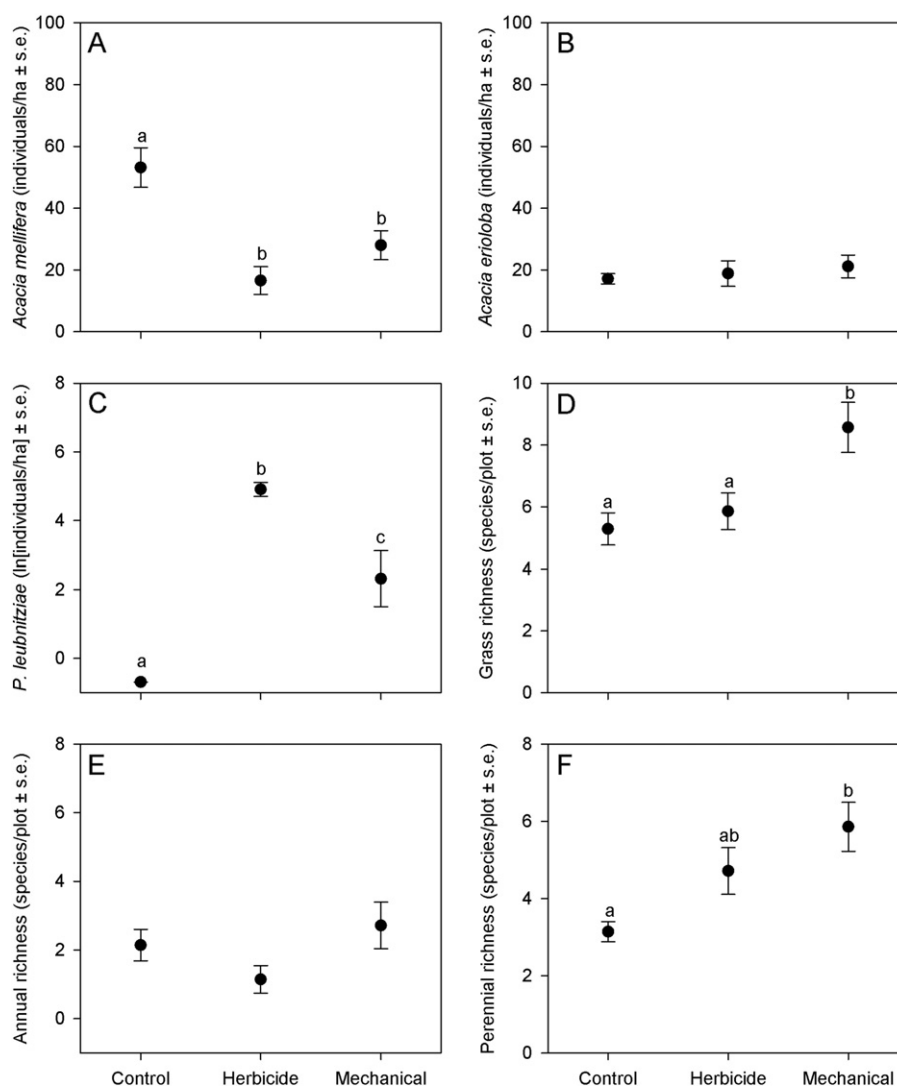 A
Acacia mellifera (individuals/ha ± s.e.)
100
80
60
40
20
0
a
b
b
B
Acacia erioloba (individuals/ha ± s.e.)
100
80
60
40
20
0
C
P. leubnitziae (ln[individuals/ha] ± s.e.)
8
6
4
2
0
a
b
c
D
Grass richness (species/plot ± s.e.)
10
8
6
4
2
0
a
a
b
E
Annual richness (species/plot ± s.e.)
8
6
4
2
0
Control
Herbicide
Mechanical
F
Perennial richness (species/plot ± s.e.)
8
6
4
2
0
a
ab
b
Control
Herbicide
Mechanical